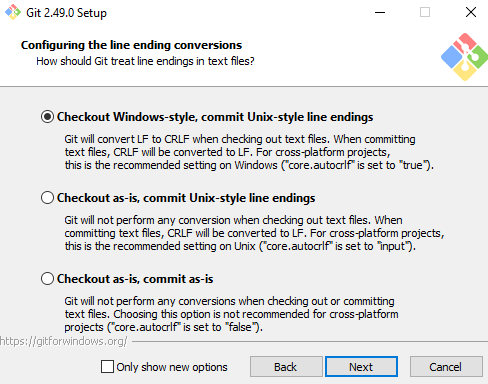 Git 2.49.0 Setup
Configuring the line ending conversions
How should Git treat line endings in text files?
Checkout Windows-style, commit Unix-style line endings
Git will convert LF to CRLF when checking out text files. When committing
text files, CRLF will be converted to LF. For cross-platform projects,
this is the recommended setting on Windows ("core.autocrlf" is set to "true").
Checkout as-is, commit Unix-style line endings
Git will not perform any conversion when checking out text files. When
committing text files, CRLF will be converted to LF. For cross-platform projects,
this is the recommended setting on Unix ("core.autocrlf" is set to "input").
Checkout as-is, commit as-is
Git will not perform any conversions when checking out or committing
text files. Choosing this option is not recommended for cross-platform
projects ("core.autocrlf" is set to "false").
https://gitforwindows.org/
Only show new options
Back
Next
Cancel